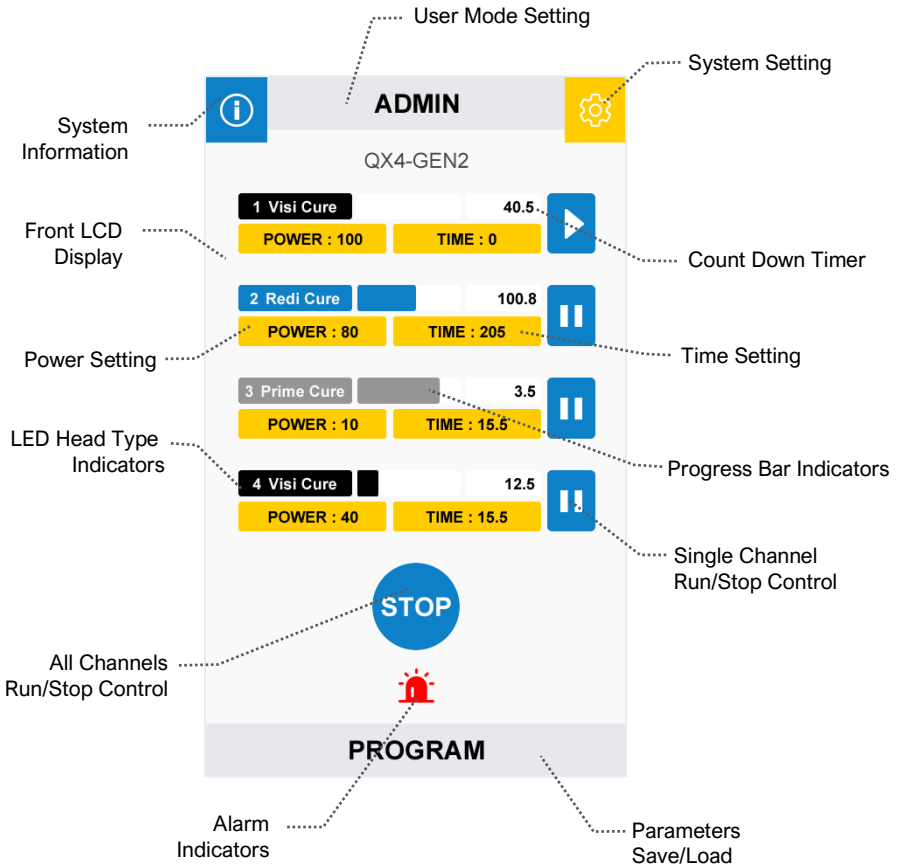 User Mode Setting
System Setting
ADMIN
System
Information
QX4-GEN2
1 Visi Cure
40.5
POWER : 100
TIME : 0
Front LCD
Display
Count Down Timer
2 Redi Cure
100.8
POWER : 80
TIME : 205
Power Setting
Time Setting
3 Prime Cure
3.5
POWER : 10
TIME : 15.5
LED Head Type
Indicators
Progress Bar Indicators
4 Visi Cure
12.5
POWER : 40
TIME : 15.5
Single Channel
Run/Stop Control
STOP
All Channels
Run/Stop Control
PROGRAM
Alarm
Indicators
Parameters
Save/Load